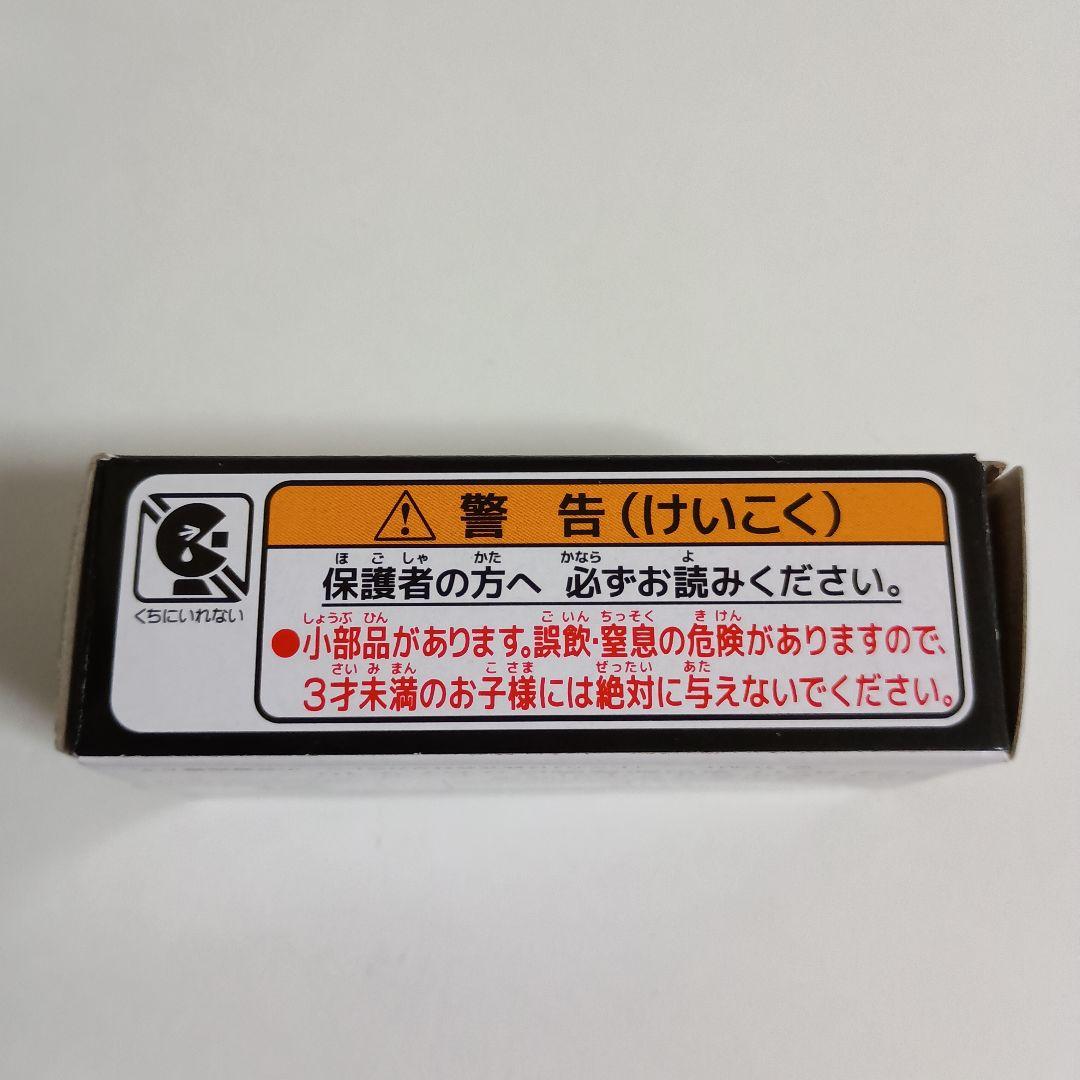 警告(けいこく)
ほごしゃ かた かなら よ
保護者の方へ 必ずお読みください。
しょうぶひん ごいん ちっそく きけん
●小部品があります。誤飲・窒息の危険がありますので、
さいみまん こさま ぜったい あた
3才未満のお子様には絶対に与えないでください。
くちにいれない